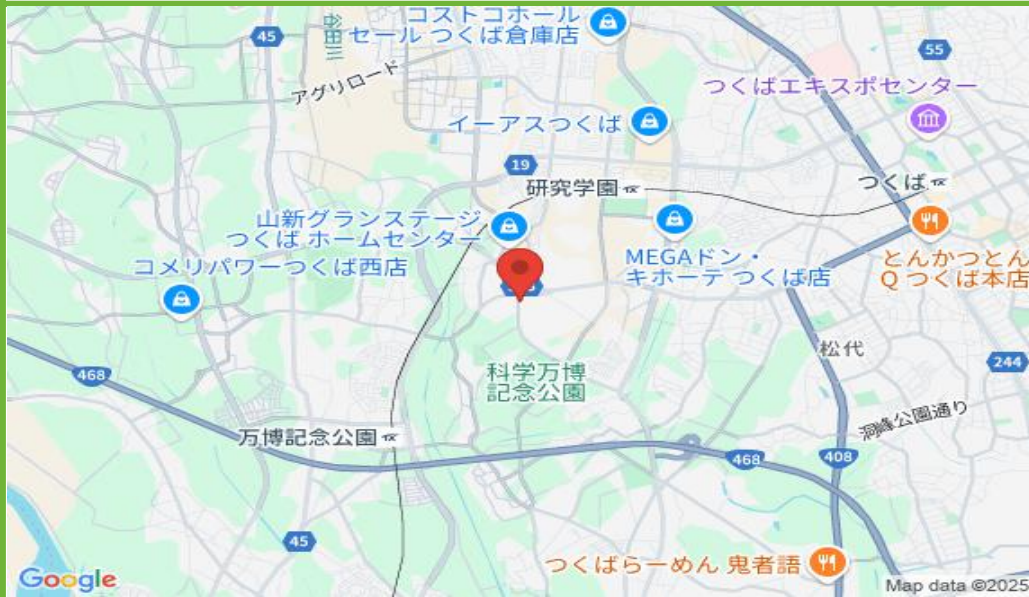 コストコホール
セール つくば倉庫店
45
谷田川
55
アグリロード
つくばエキスポセンター
イーアスつくば
19
研究学園
つくば
山新グランステージ
つくば ホームセンター
コメリパワーつくば西店
MEGAドン・
キホーテ つくば店
とんかつとん
Q つくば本店
松代
科学万博
記念公園
244
468
洞峰公園通り
万博記念公園
468
408
45
つくばらーめん 鬼者語
Google
Map data ©2025